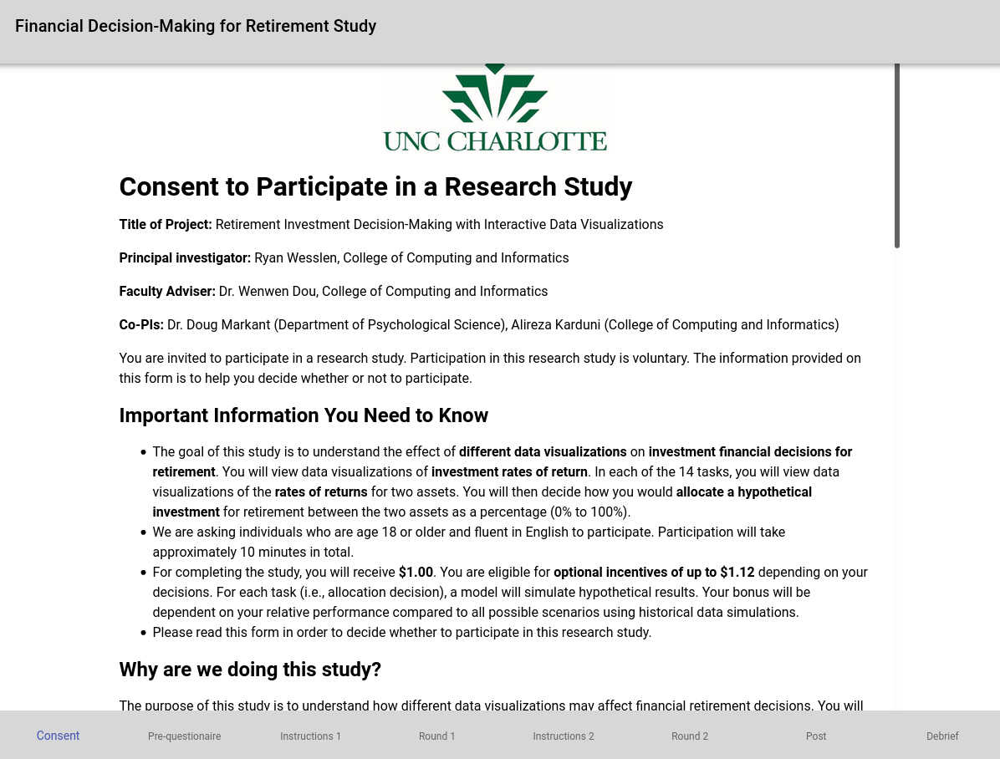 Financial Decision-Making for Retirement Study
UNC CHARLOTTE
Consent to Participate in a Research Study
Title of Project: Retirement Investment Decision-Making with Interactive Data Visualizations
Principal investigator: Ryan Wesslen, College of Computing and Informatics
Faculty Adviser: Dr. Wenwen Dou, College of Computing and Informatics
Co-PIs: Dr. Doug Markant (Department of Psychological Science), Alireza Karduni (College of Computing and Informatics)
You are invited to participate in a research study. Participation in this research study is voluntary. The information provided on
this form is to help you decide whether or not to participate.
Important Information You Need to Know
• The goal of this study is to understand the effect of different data visualizations on investment financial decisions for
retirement. You will view data visualizations of investment rates of return. In each of the 14 tasks, you will view data
visualizations of the rates of returns for two assets. You will then decide how you would allocate a hypothetical
investment for retirement between the two assets as a percentage (0% to 100%).
• We are asking individuals who are age 18 or older and fluent in English to participate. Participation will take
approximately 10 minutes in total.
• For completing the study, you will receive $1.00. You are eligible for optional incentives of up to $1.12 depending on your
decisions. For each task (i.e., allocation decision), a model will simulate hypothetical results. Your bonus will be
dependent on your relative performance compared to all possible scenarios using historical data simulations.
• Please read this form in order to decide whether to participate in this research study.
Why are we doing this study?
The purpose of this study is to understand how different data visualizations may affect financial retirement decisions. You will
Consent Pre-questionaire Instructions 1 Round 1 Instructions 2 Round 2 Post Debrief